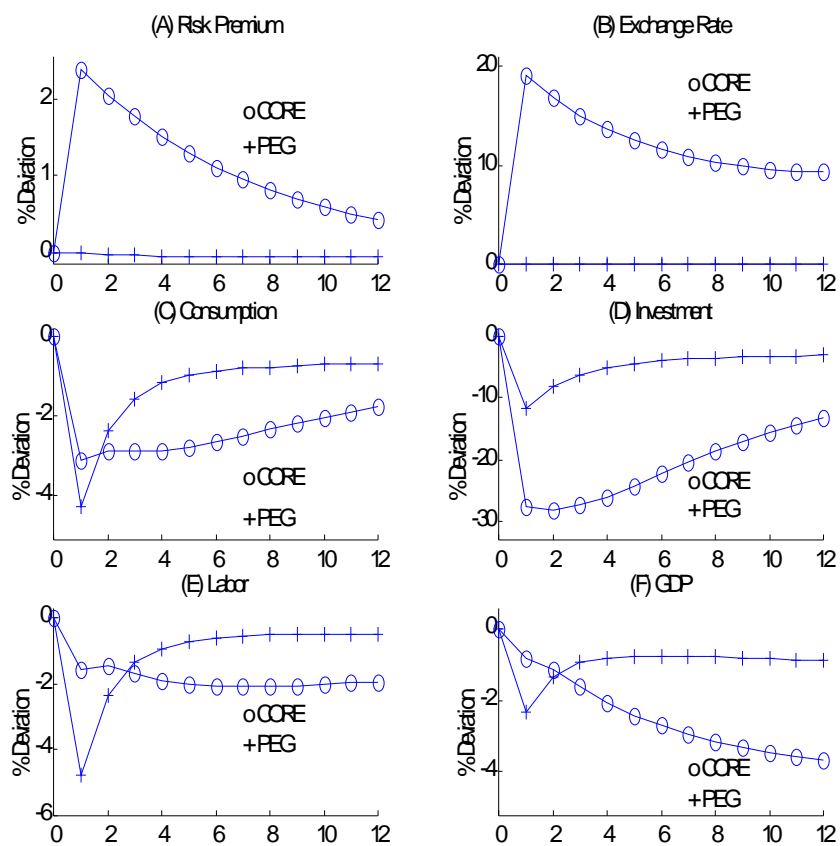 (A) Risk Premium
(B) Exchange Rate
% Deviation
2
1
0
o CORE
+ PEG
0 2 4 6 8 10 12
% Deviation
20
10
0
o CORE
+ PEG
0 2 4 6 8 10 12
(C) Consumption
(D) Investment
% Deviation
0
-2
-4
o CORE
+ PEG
0 2 4 6 8 10 12
% Deviation
0
-10
-20
-30
o CORE
+ PEG
0 2 4 6 8 10 12
(E) Labor
(F) GDP
% Deviation
0
-2
-4
-6
o CORE
+ PEG
0 2 4 6 8 10 12
% Deviation
0
-2
-4
o CORE
+ PEG
0 2 4 6 8 10 12